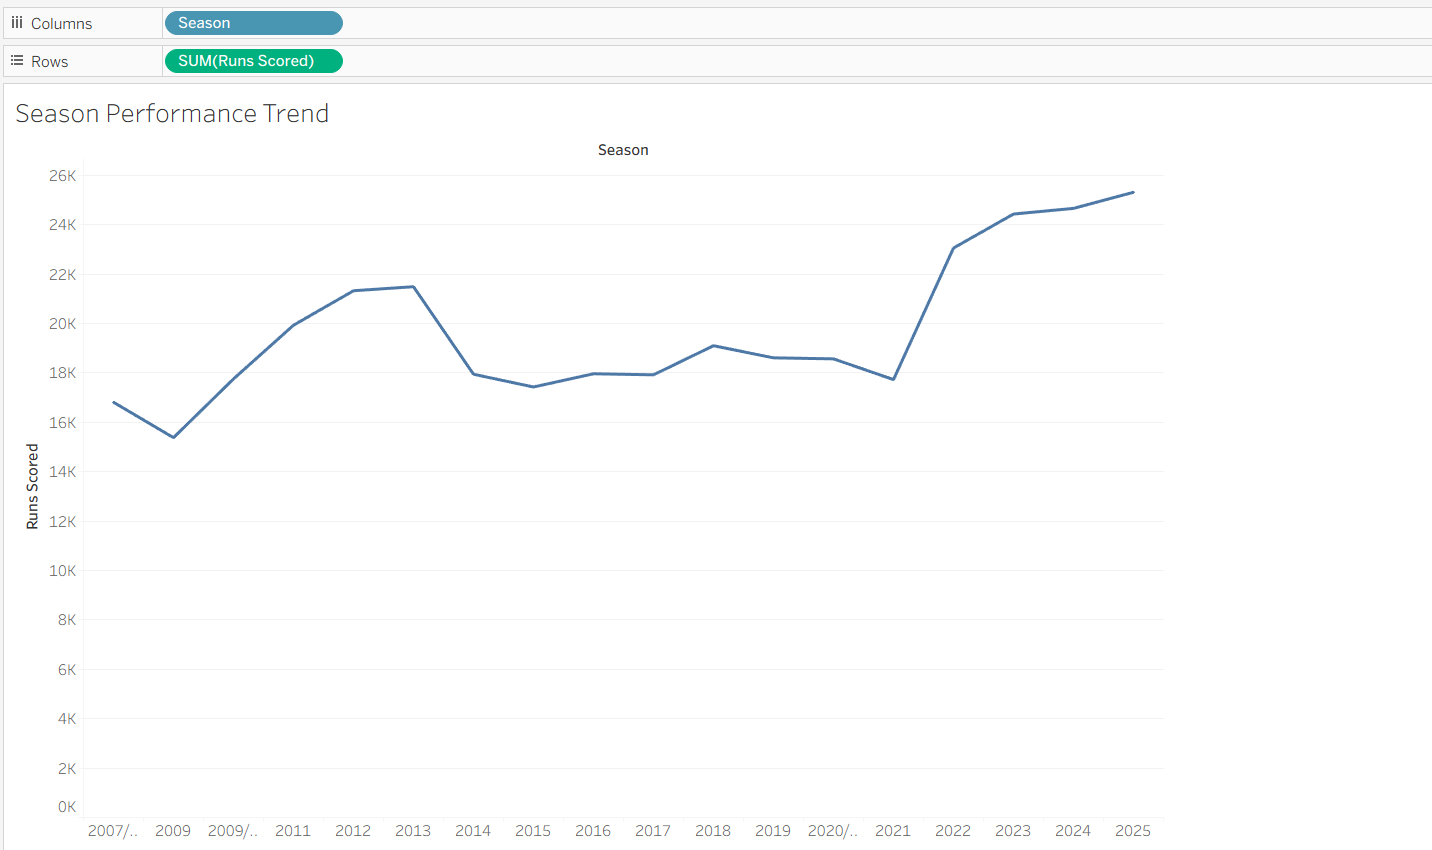 Columns
Season
Rows
SUM(Runs Scored)
Season Performance Trend
Season
26K
24K
22K
20K
18K
16K
14K
12K
10K
8K
6K
4K
2K
0K
Runs Scored
2007/.. 2009 2009/.. 2011 2012 2013 2014 2015 2016 2017 2018 2019 2020/.. 2021 2022 2023 2024 2025